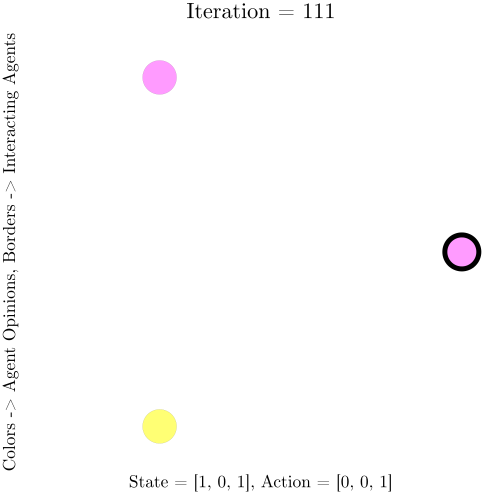 Iteration = 111
Colors -> Agent Opinions, Borders -> Interacting Agents
State = [1, 0, 1], Action = [0, 0, 1]